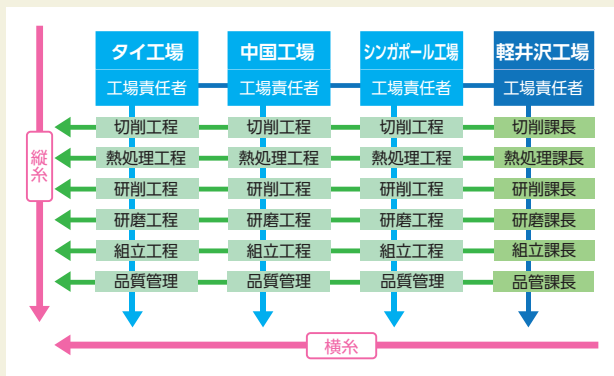 タイ工場 中国工場 シンガポール工場 軽井沢工場
工場責任者 工場責任者 工場責任者 工場責任者
切削工程 切削工程 切削工程 切削課長
熱処理工程 熱処理工程 熱処理工程 熱処理課長
縦糸
研削工程 研削工程 研削工程 研削課長
研磨工程 研磨工程 研磨工程 研磨課長
組立工程 組立工程 組立工程 組立課長
品質管理 品質管理 品質管理 品管課長
横糸